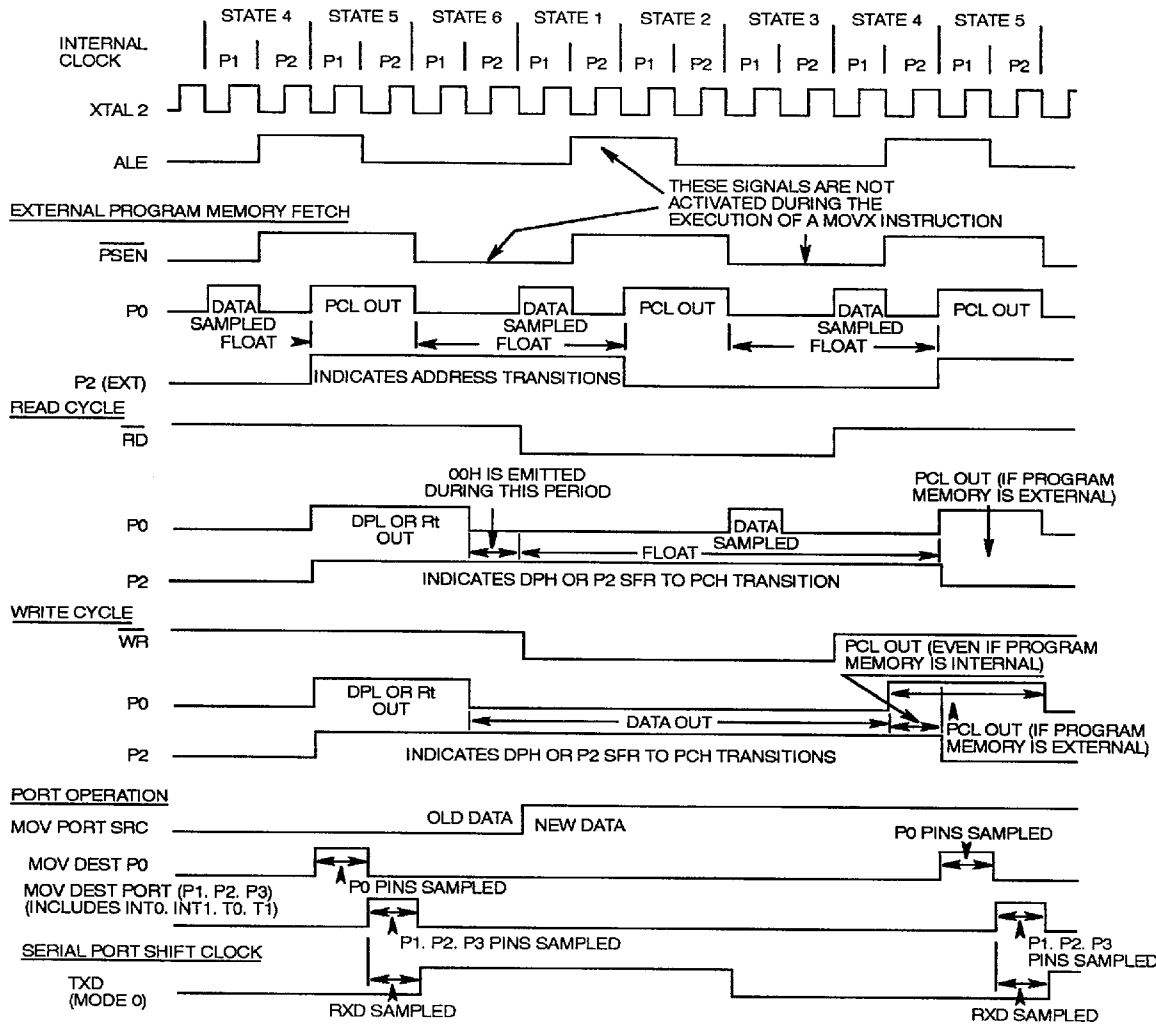 STATE 4 STATE 5 STATE 6 STATE 1 STATE 2 STATE 3 STATE 4 STATE 5
INTERNAL
CLOCK
P1 P2 P1 P2 P1 P2 P1 P2 P1 P2 P1 P2 P1 P2 P1 P2
XTAL 2
ALE
THESE SIGNALS ARE NOT
ACTIVATED DURING THE
EXECUTION OF A MOVX INSTRUCTION
EXTERNAL PROGRAM MEMORY FETCH
PSEN
P0
DATA PCL OUT DATA PCL OUT DATA PCL OUT
SAMPLED SAMPLED SAMPLED
FLOAT FLOAT FLOAT
P2 (EXT)
INDICATES ADDRESS TRANSITIONS
READ CYCLE
RD
00H IS EMITTED
DURING THIS PERIOD
PCL OUT (IF PROGRAM
MEMORY IS EXTERNAL)
P0
DPL OR Rt
OUT
DATA
SAMPLED
FLOAT
P2
INDICATES DPH OR P2 SFR TO PCH TRANSITION
WRITE CYCLE
WR
PCL OUT (EVEN IF PROGRAM
MEMORY IS INTERNAL)
P0
DPL OR Rt
OUT
DATA OUT
PCL OUT (IF PROGRAM
MEMORY IS EXTERNAL)
P2
INDICATES DPH OR P2 SFR TO PCH TRANSITIONS
PORT OPERATION
MOV PORT SRC
OLD DATA NEW DATA
MOV DEST P0
P0 PINS SAMPLED
P0 PINS SAMPLED
MOV DEST PORT (P1. P2. P3)
(INCLUDES INT0. INT1. T0. T1)
P1. P2. P3 PINS SAMPLED
P1. P2. P3
PINS SAMPLED
SERIAL PORT SHIFT CLOCK
TXD
(MODE 0)
RXD SAMPLED
RXD SAMPLED